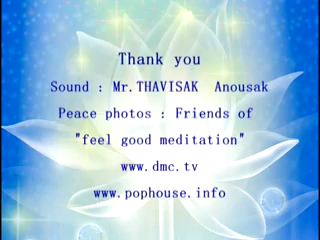 Thank you
Sound : Mr.THAVISAK Anousak
Peace photos : Friends of
"feel good meditation"
www.dmc.tv
www.pophouse.info